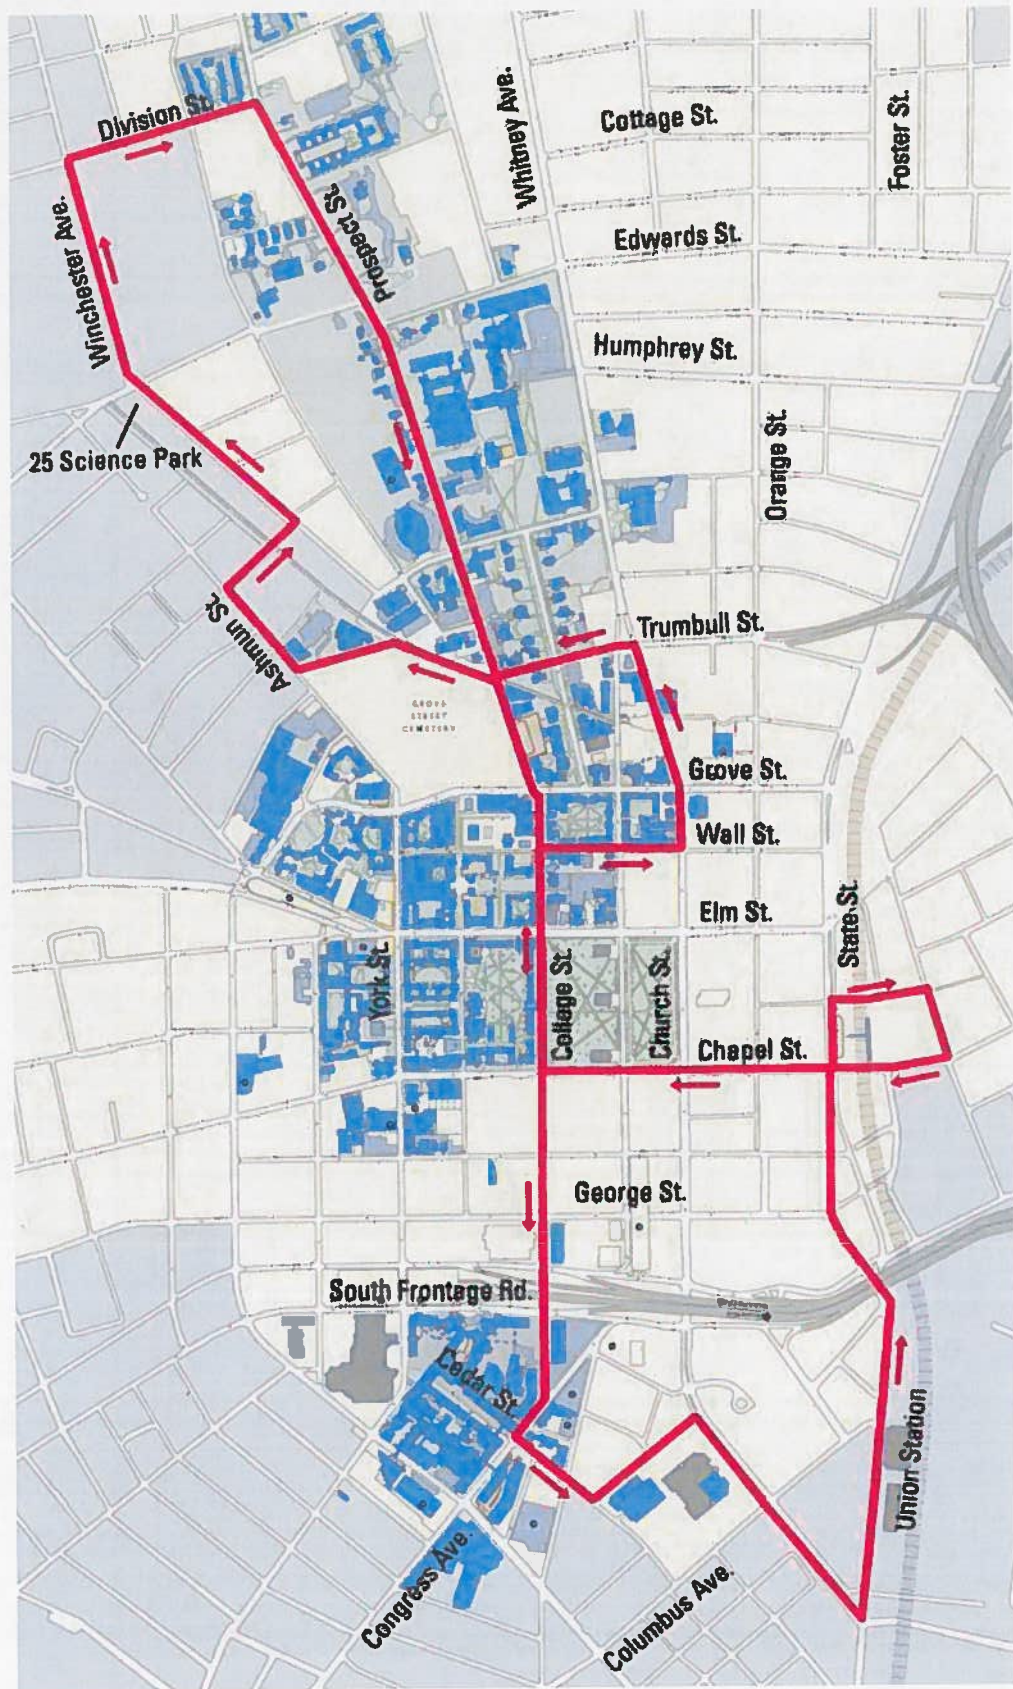 Division St.
Whitney Ave.
Cottage St.
Foster St.
Prospect St.
Winchester Ave.
Edwards St.
Humphrey St.
25 Science Park
Orange St.
Ashmun St.
Trumbull St.
Grove St.
Wall St.
Elm St.
State St.
York St.
College St.
Church St.
Chapel St.
George St.
South Frontage Rd.
Cedar St.
Union Station
Congress Ave.
Columbus Ave.